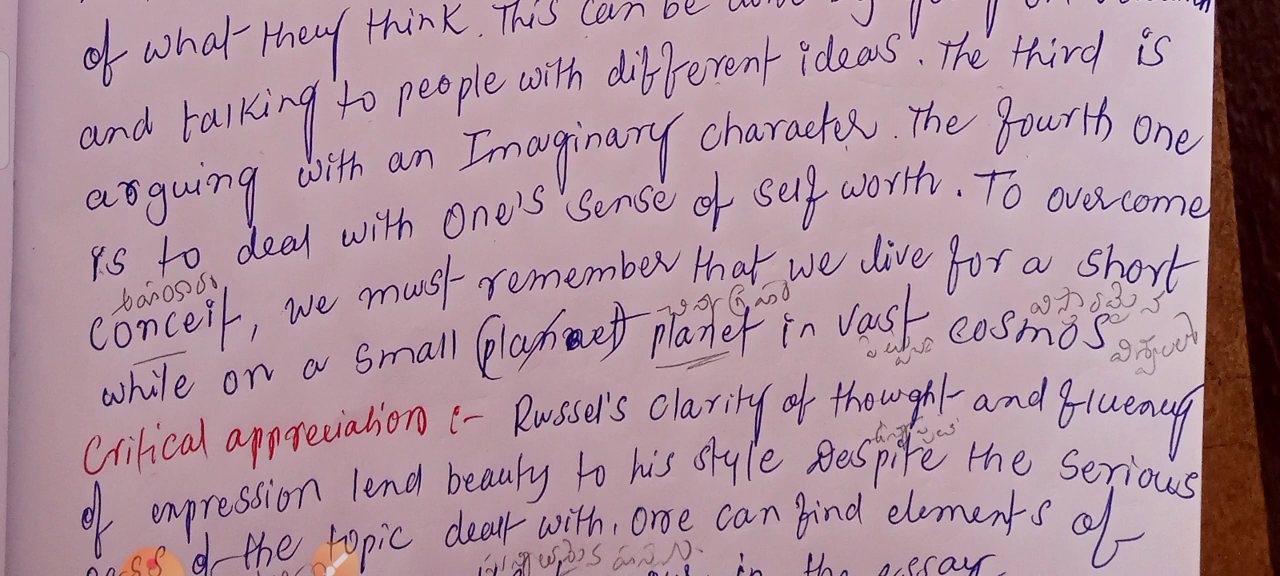 of what they think. This can be
and talking to people with different ideas. The third is
arguing with an Imaginary character. The fourth one
is to deal with one's sense of self worth. To overcome
conceit, we must remember that we live for a short
while on a small planet in vast cosmos
Critical appreciation :- Russel's clarity of thought and fluency
of expression lend beauty to his style Despite the serious
of the topic dealt with, one can find elements of
in the essay.